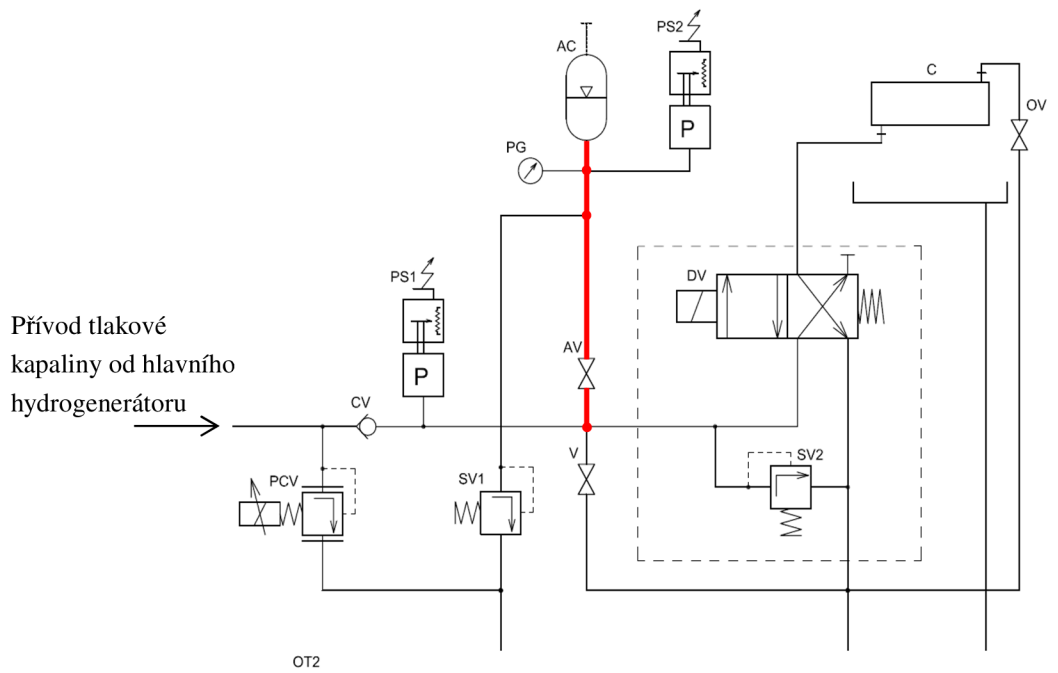 PS2
AC
C
OV
P
PG
PS1
DV
Přívod tlakové
kapaliny od hlavního
hydrogenerátoru
AV
P
CV
V
SV2
PCV
SV1
OT2